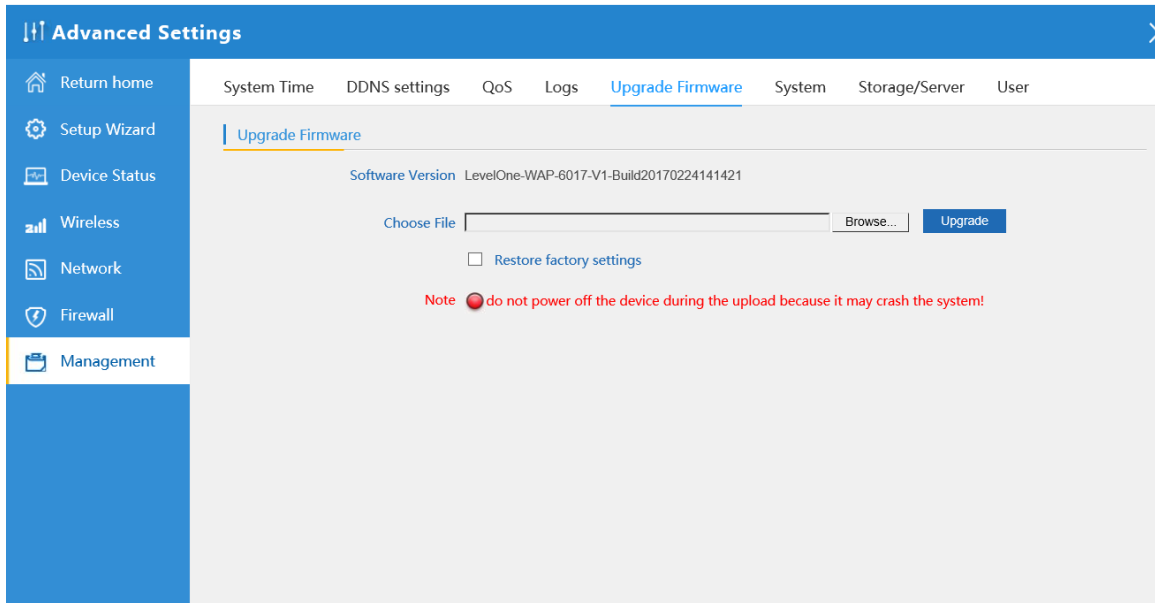 Advanced Settings
Return home
Setup Wizard
Device Status
Wireless
Network
Firewall
Management
System Time DDNS settings QoS Logs Upgrade Firmware System Storage/Server User
Upgrade Firmware
Software Version LevelOne-WAP-6017-V1-Build20170224141421
Choose File Browse... Upgrade
Restore factory settings
Note do not power off the device during the upload because it may crash the system!